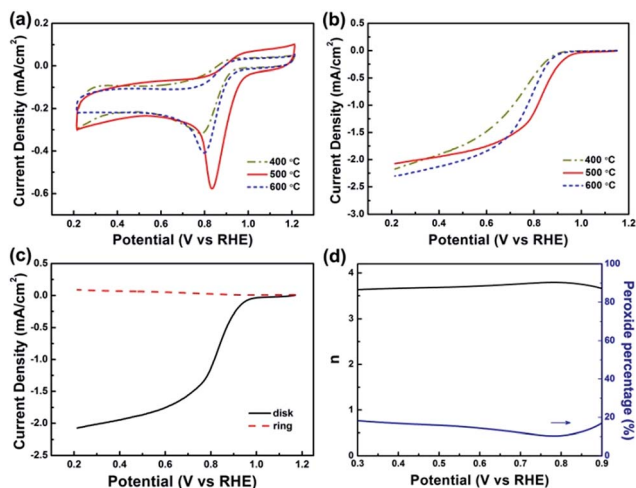 (a)
Current Density (mA/cm²)
0.2
0.0
-0.2
-0.4
-0.6
400 °C
500 °C
600 °C
0.2 0.4 0.6 0.8 1.0 1.2
Potential (V vs RHE)
(b)
Current Density (mA/cm²)
0.5
0.0
-0.5
-1.0
-1.5
-2.0
-2.5
-3.0
400 °C
500 °C
600 °C
0.2 0.4 0.6 0.8 1.0 1.2
Potential (V vs RHE)
(c)
Current Density (mA/cm²)
0.5
0.0
-0.5
-1.0
-1.5
-2.0
-2.5
disk
ring
0.2 0.4 0.6 0.8 1.0 1.2
Potential (V vs RHE)
(d)
n
4
3
2
1
0
100
80
60
40
20
0
Peroxide percentage (%)
0.3 0.4 0.5 0.6 0.7 0.8 0.9
Potential (V vs RHE)